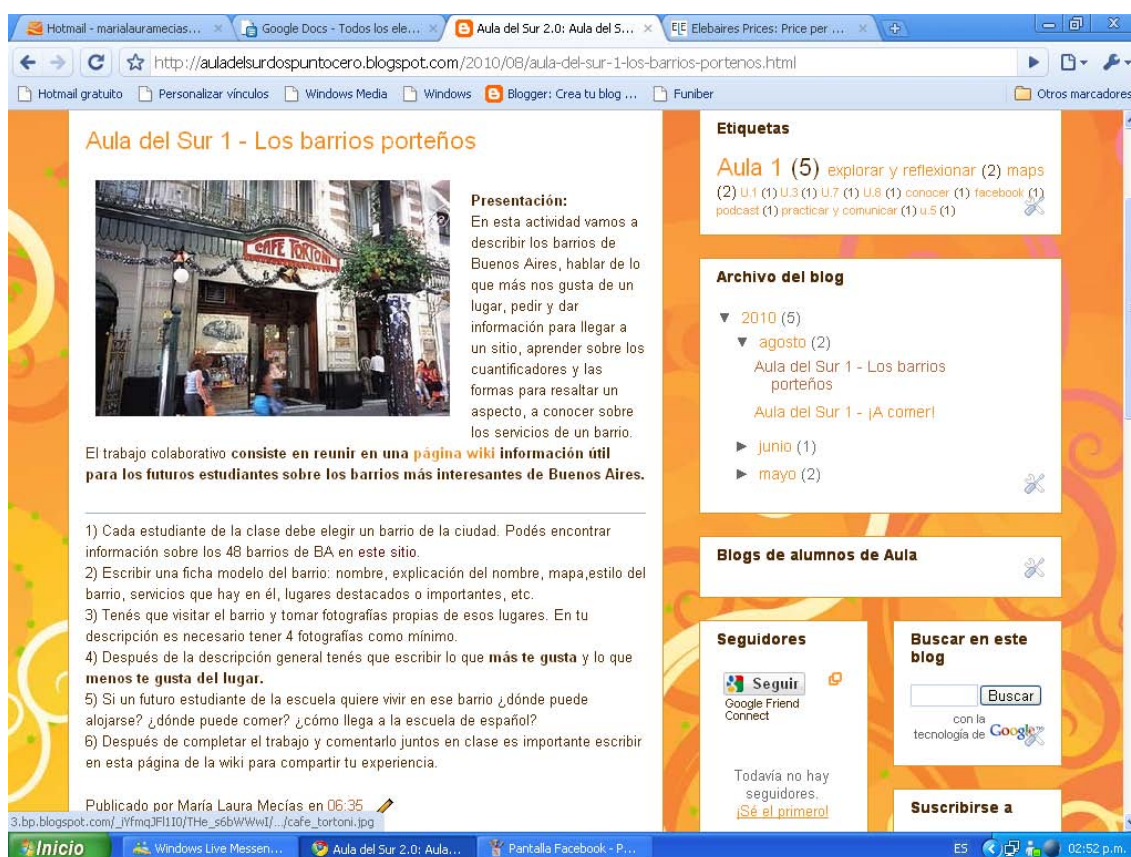 Hotmail - marialauramecias...
Google Docs - Todos los ele...
Aula del Sur 2.0: Aula del S...
E|E Elebaires Prices: Price per ...
http://auladelsurdospuntocero.blogspot.com/2010/08/aula-del-sur-1-los-barrios-portenos.html
Hotmail gratuito
Personalizar vínculos
Windows Media
Windows
Blogger: Crea tu blog ...
Funiber
Otros marcadores
Aula del Sur 1 - Los barrios porteños
CAFE TORTONI
Presentación:
En esta actividad vamos a
describir los barrios de
Buenos Aires, hablar de lo
que más nos gusta de un
lugar, pedir y dar
información para llegar a
un sitio, aprender sobre los
cuantificadores y las
formas para resaltar un
aspecto, a conocer sobre
los servicios de un barrio.
El trabajo colaborativo consiste en reunir en una página wiki información útil
para los futuros estudiantes sobre los barrios más interesantes de Buenos Aires.
1) Cada estudiante de la clase debe elegir un barrio de la ciudad. Podés encontrar
información sobre los 48 barrios de BA en este sitio.
2) Escribir una ficha modelo del barrio: nombre, explicación del nombre, mapa,estilo del
barrio, servicios que hay en él, lugares destacados o importantes, etc.
3) Tenés que visitar el barrio y tomar fotografías propias de esos lugares. En tu
descripción es necesario tener 4 fotografías como mínimo.
4) Después de la descripción general tenés que escribir lo que más te gusta y lo que
menos te gusta del lugar.
5) Si un futuro estudiante de la escuela quiere vivir en ese barrio ¿dónde puede
alojarse? ¿dónde puede comer? ¿cómo llega a la escuela de español?
6) Después de completar el trabajo y comentarlo juntos en clase es importante escribir
en esta página de la wiki para compartir tu experiencia.
Publicado por María Laura Mecías en 06:35
Etiquetas
Aula 1 (5) explorar y reflexionar (2) maps
(2) U.1 (1) U.3 (1) U.7 (1) U.8 (1) conocer (1) facebook (1)
podcast (1) practicar y comunicar (1) u.5 (1)
Archivo del blog
▼ 2010 (5)
▼ agosto (2)
Aula del Sur 1 - Los barrios
porteños
Aula del Sur 1 - ¡A comer!
► junio (1)
► mayo (2)
Blogs de alumnos de Aula
Seguidores
Seguir
Google Friend
Connect
Todavía no hay
seguidores.
¡Sé el primero!
Buscar en este
blog
Buscar
con la
tecnología de Google
Suscribirse a
3.bp.blogspot.com/_iYfmqJFl1I0/THe_s6bWWwI/.../cafe_tortoni.jpg
Inicio
Windows Live Messen...
Aula del Sur 2.0: Aula...
Pantalla Facebook - P...
ES
02:52 p.m.